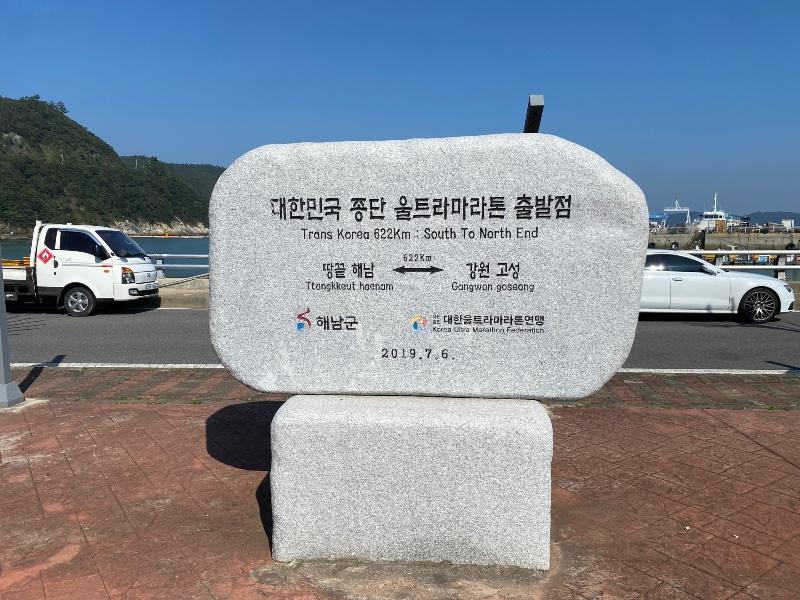 대한민국 종단 울트라마라톤 출발점
Trans Korea 622Km : South To North End
622Km
땅끝 해남 강원 고성
Ttangkkeut haenam Gangwon goseong
해남군 대한울트라마라톤연맹
Korea Ultra Marathon Federation
2019.7.6.